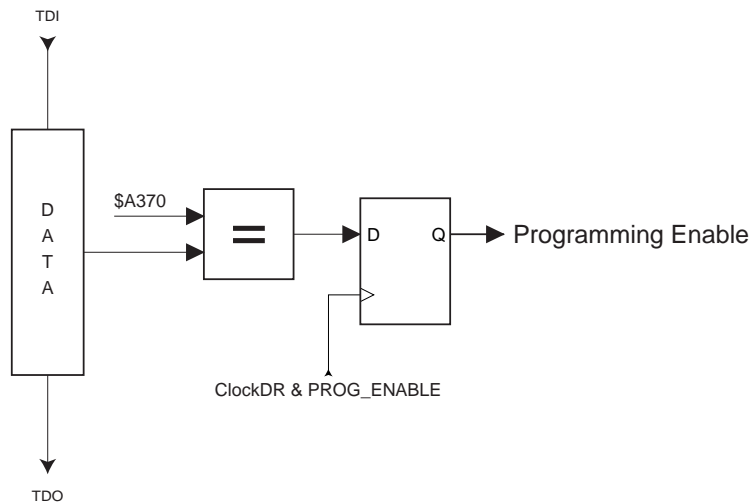 TDI
D
A
T
A
$A370
=
D
Q
Programming Enable
ClockDR & PROG_ENABLE
TDO